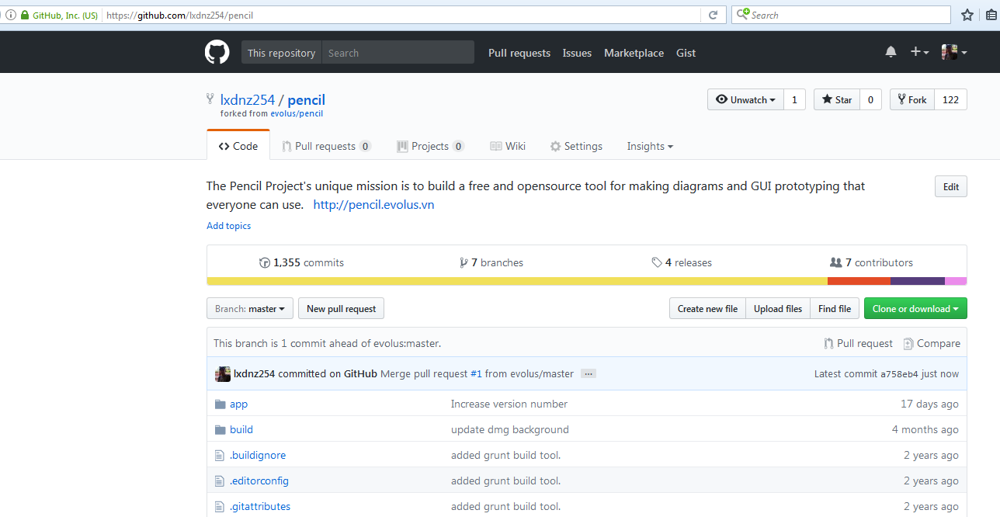 GitHub, Inc. (US) https://github.com/lxdnz254/pencil Search
This repository Search Pull requests Issues Marketplace Gist
lxdnz254 / pencil Unwatch 1 Star 0 Fork 122
forked from evolus/pencil
Code Pull requests 0 Projects 0 Wiki Settings Insights
The Pencil Project's unique mission is to build a free and opensource tool for making diagrams and GUI prototyping that Edit
everyone can use. http://pencil.evolus.vn
Add topics
1,355 commits 7 branches 4 releases 7 contributors
Branch: master New pull request Create new file Upload files Find file Clone or download
This branch is 1 commit ahead of evolus:master. Pull request Compare
lxdnz254 committed on GitHub Merge pull request #1 from evolus/master ... Latest commit a758eb4 just now
app Increase version number 17 days ago
build update dmg background 4 months ago
.buildignore added grunt build tool. 2 years ago
.editorconfig added grunt build tool. 2 years ago
.gitattributes added grunt build tool. 2 years ago